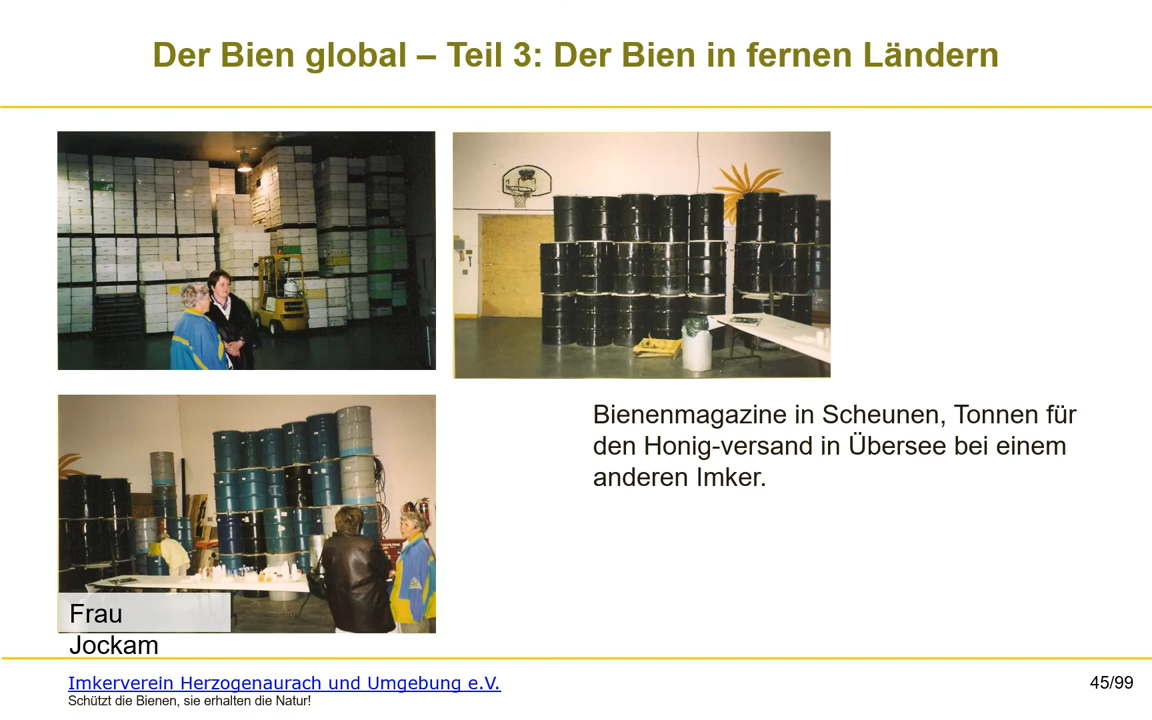 Der Bien global – Teil 3: Der Bien in fernen Ländern
Bienenmagazine in Scheunen, Tonnen für
den Honig-versand in Übersee bei einem
anderen Imker.
Frau
Jockam
Imkerverein Herzogenaurach und Umgebung e.V.
Schützt die Bienen, sie erhalten die Natur!
45/99